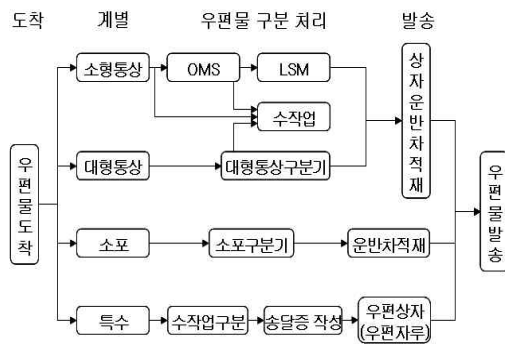 도착 계별 우편물 구분 처리 발송
소형통상 OMS LSM
수작업
상자운반차적재
우편물도착
대형통상 대형통상구분기
우편물발송
소포 소포구분기 운반차적재
특수 수작업구분 송달증 작성 우편상자
(우편자루)